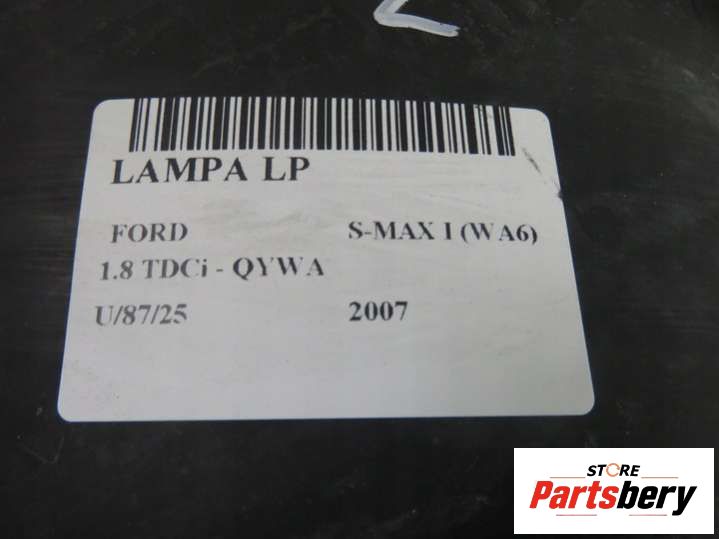 LAMPA LP
FORD S-MAX I (WA6)
1.8 TDCi - QYWA
U/87/25 2007
STORE
Partsbery